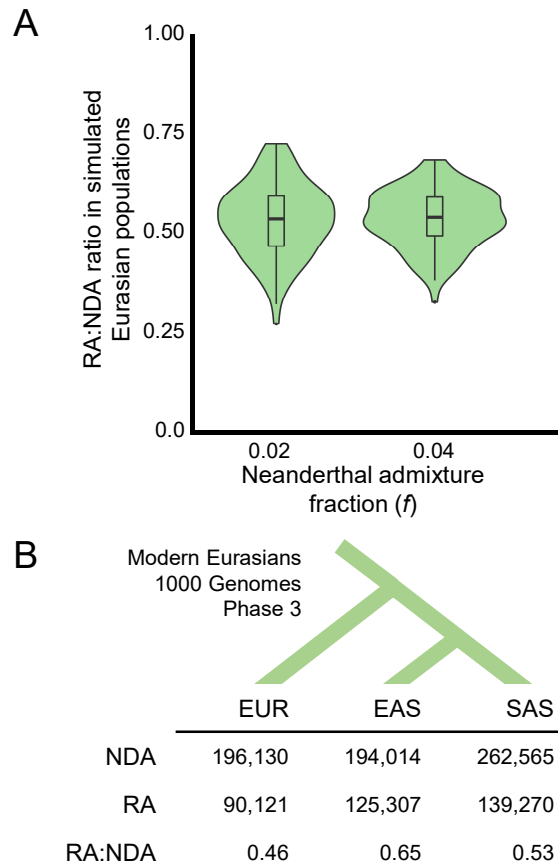 A
RA:NDA ratio in simulated
Eurasian populations
1.00
0.75
0.50
0.25
0.0
0.02 0.04
Neanderthal admixture
fraction (f)
B
Modern Eurasians
1000 Genomes
Phase 3
EUR EAS SAS
NDA 196,130 194,014 262,565
RA 90,121 125,307 139,270
RA:NDA 0.46 0.65 0.53